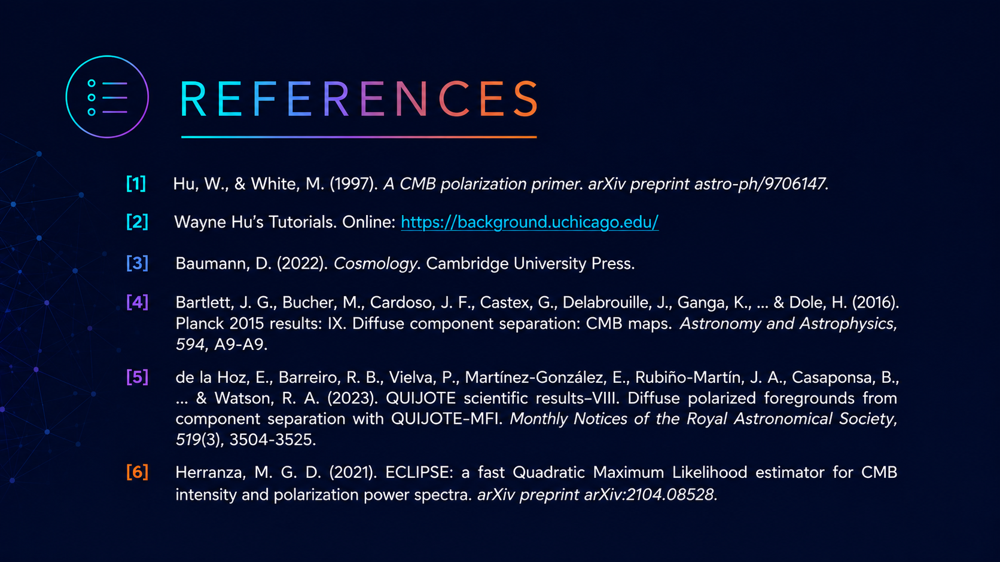 REFERENCES
[1] Hu, W., & White, M. (1997). A CMB polarization primer. arXiv preprint astro-ph/9706147.
[2] Wayne Hu’s Tutorials. Online: https://background.uchicago.edu/
[3] Baumann, D. (2022). Cosmology. Cambridge University Press.
[4] Bartlett, J. G., Bucher, M., Cardoso, J. F., Castex, G., Delabrouille, J., Ganga, K., ... & Dole, H. (2016).
Planck 2015 results: IX. Diffuse component separation: CMB maps. Astronomy and Astrophysics,
594, A9-A9.
[5] de la Hoz, E., Barreiro, R. B., Vielva, P., Martínez-González, E., Rubiño-Martín, J. A., Casaponsa, B.,
... & Watson, R. A. (2023). QUIJOTE scientific results–VIII. Diffuse polarized foregrounds from
component separation with QUIJOTE–MFI. Monthly Notices of the Royal Astronomical Society,
519(3), 3504-3525.
[6] Herranza, M. G. D. (2021). ECLIPSE: a fast Quadratic Maximum Likelihood estimator for CMB
intensity and polarization power spectra. arXiv preprint arXiv:2104.08528.